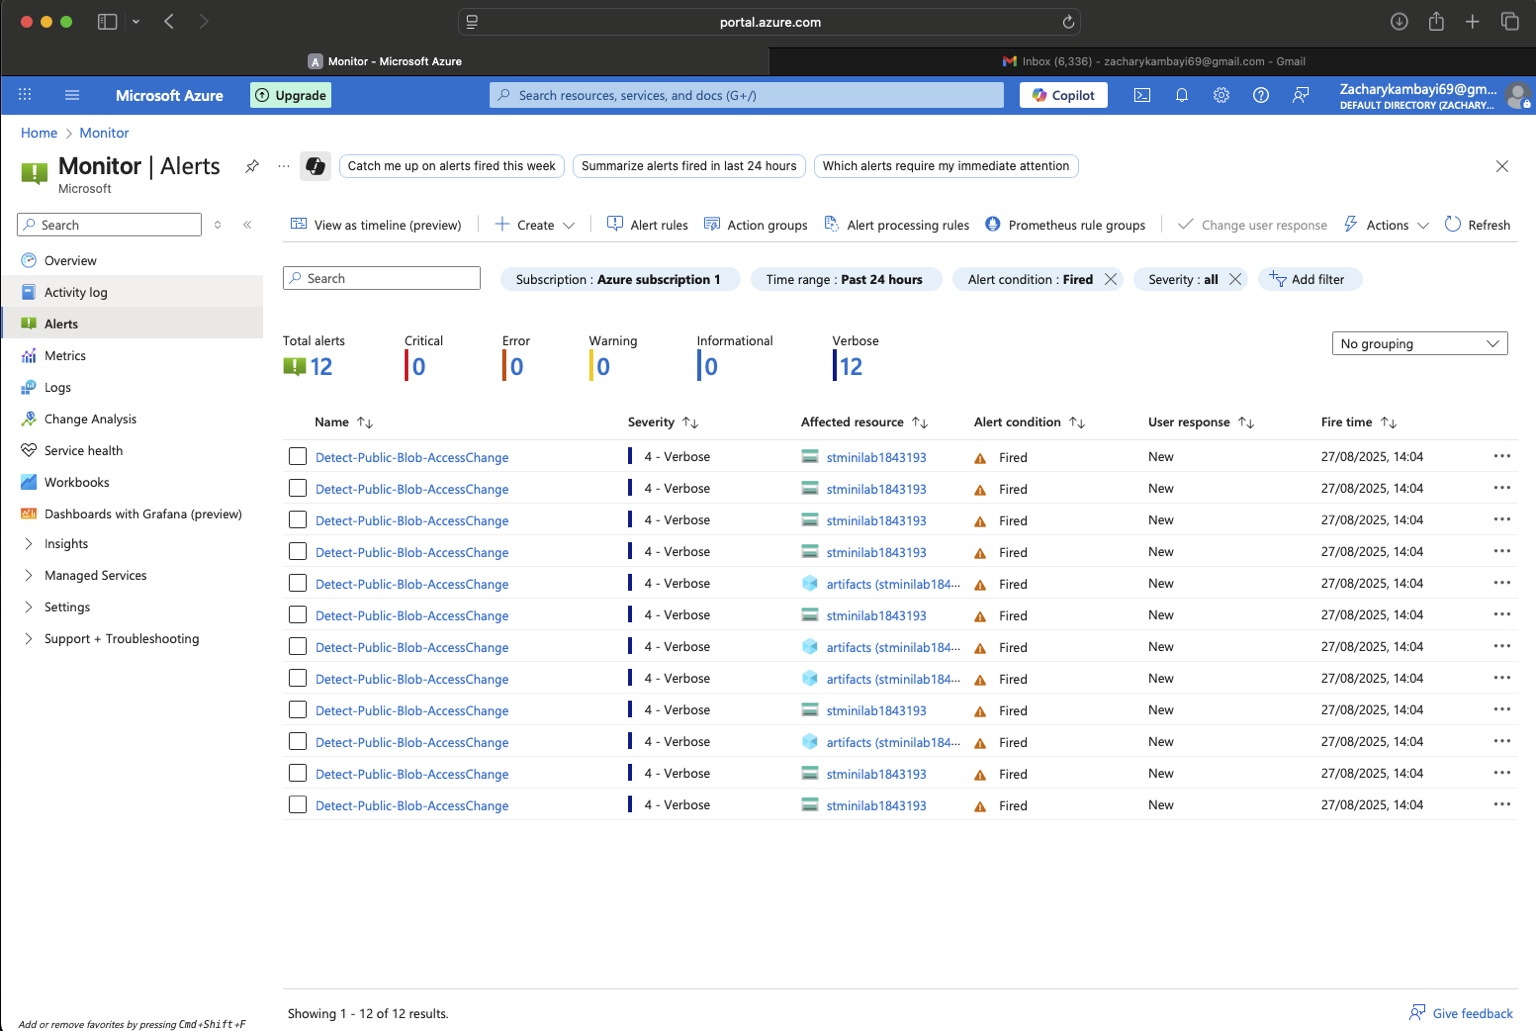 portal.azure.com
A Monitor - Microsoft Azure
Inbox (6,336) - zacharykambayi69@gmail.com - Gmail
Microsoft Azure
Upgrade
Search resources, services, and docs (G+/)
Copilot
Zacharykambayi69@gm...
DEFAULT DIRECTORY (ZACHARY...
Home > Monitor
Monitor | Alerts
Microsoft
Catch me up on alerts fired this week
Summarize alerts fired in last 24 hours
Which alerts require my immediate attention
Search
Overview
Activity log
Alerts
Metrics
Logs
Change Analysis
Service health
Workbooks
Dashboards with Grafana (preview)
Insights
Managed Services
Settings
Support + Troubleshooting
Add or remove favorites by pressing Cmd+Shift+F
View as timeline (preview) Create Alert rules Action groups Alert processing rules Prometheus rule groups Change user response Actions Refresh
Search
Subscription : Azure subscription 1
Time range : Past 24 hours
Alert condition : Fired
Severity : all
Add filter
Total alerts Critical Error Warning Informational Verbose
12 0 0 0 0 12
No grouping
Name Severity Affected resource Alert condition User response Fire time
Detect-Public-Blob-AccessChange 4 - Verbose stminilab1843193 Fired New 27/08/2025, 14:04
Detect-Public-Blob-AccessChange 4 - Verbose stminilab1843193 Fired New 27/08/2025, 14:04
Detect-Public-Blob-AccessChange 4 - Verbose stminilab1843193 Fired New 27/08/2025, 14:04
Detect-Public-Blob-AccessChange 4 - Verbose stminilab1843193 Fired New 27/08/2025, 14:04
Detect-Public-Blob-AccessChange 4 - Verbose artifacts (stminilab184... Fired New 27/08/2025, 14:04
Detect-Public-Blob-AccessChange 4 - Verbose stminilab1843193 Fired New 27/08/2025, 14:04
Detect-Public-Blob-AccessChange 4 - Verbose artifacts (stminilab184... Fired New 27/08/2025, 14:04
Detect-Public-Blob-AccessChange 4 - Verbose artifacts (stminilab184... Fired New 27/08/2025, 14:04
Detect-Public-Blob-AccessChange 4 - Verbose stminilab1843193 Fired New 27/08/2025, 14:04
Detect-Public-Blob-AccessChange 4 - Verbose artifacts (stminilab184... Fired New 27/08/2025, 14:04
Detect-Public-Blob-AccessChange 4 - Verbose stminilab1843193 Fired New 27/08/2025, 14:04
Detect-Public-Blob-AccessChange 4 - Verbose stminilab1843193 Fired New 27/08/2025, 14:04
Showing 1 - 12 of 12 results.
Give feedback